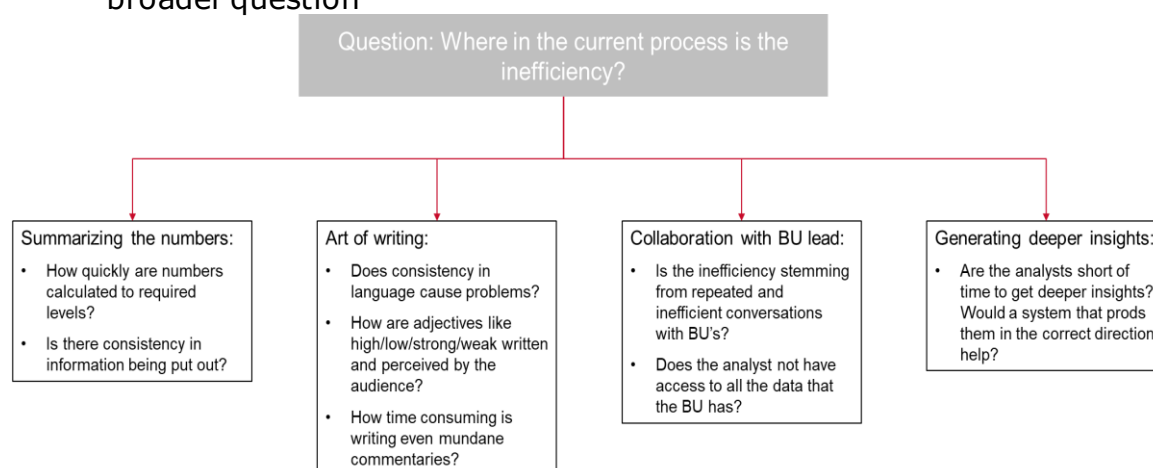 broader question
Question: Where in the current process is the
inefficiency?
Summarizing the numbers:
• How quickly are numbers
calculated to required
levels?
• Is there consistency in
information being put out?
Art of writing:
• Does consistency in
language cause problems?
• How are adjectives like
high/low/strong/weak written
and perceived by the
audience?
• How time consuming is
writing even mundane
commentaries?
Collaboration with BU lead:
• Is the inefficiency stemming
from repeated and
inefficient conversations
with BU's?
• Does the analyst not have
access to all the data that
the BU has?
Generating deeper insights:
• Are the analysts short of
time to get deeper insights?
Would a system that prods
them in the correct direction
help?